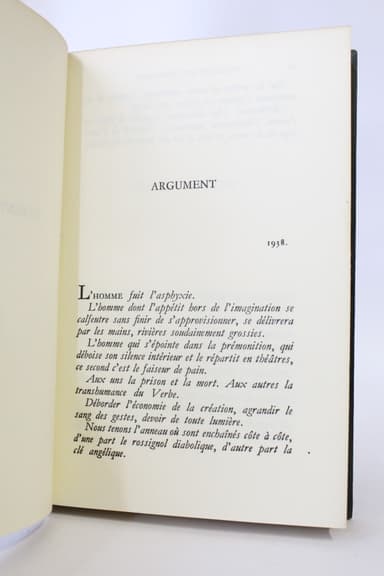 ARGUMENT
1938.
L'HOMME fuit l'asphyxie.
L'homme dont l'appétit hors de l'imagination se
calfeutre sans finir de s'approvisionner, se délivrera
par les mains, rivières soudainement grossies.
L'homme qui s'épointe dans la prémonition, qui
déboise son silence intérieur et le répartit en théâtres,
ce second c'est le faiseur de pain.
Aux uns la prison et la mort. Aux autres la
transhumance du Verbe.
Déborder l'économie de la création, agrandir le
sang des gestes, devoir de toute lumière.
Nous tenons l'anneau où sont enchaînés côte à côte,
d'une part le rossignol diabolique, d'autre part la
clé angélique.